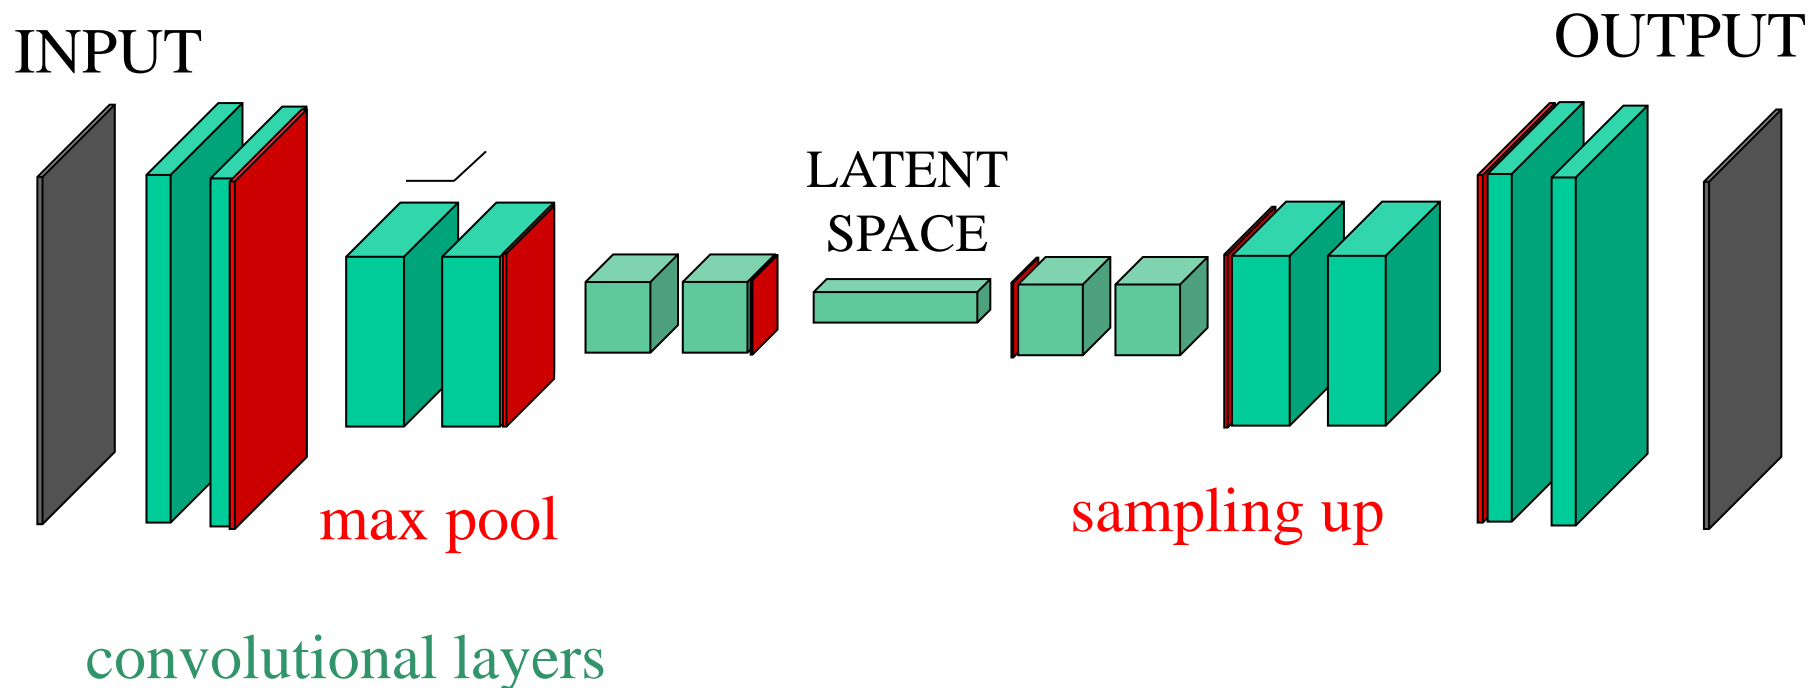 INPUT
OUTPUT
LATENT
SPACE
max pool
sampling up
convolutional layers